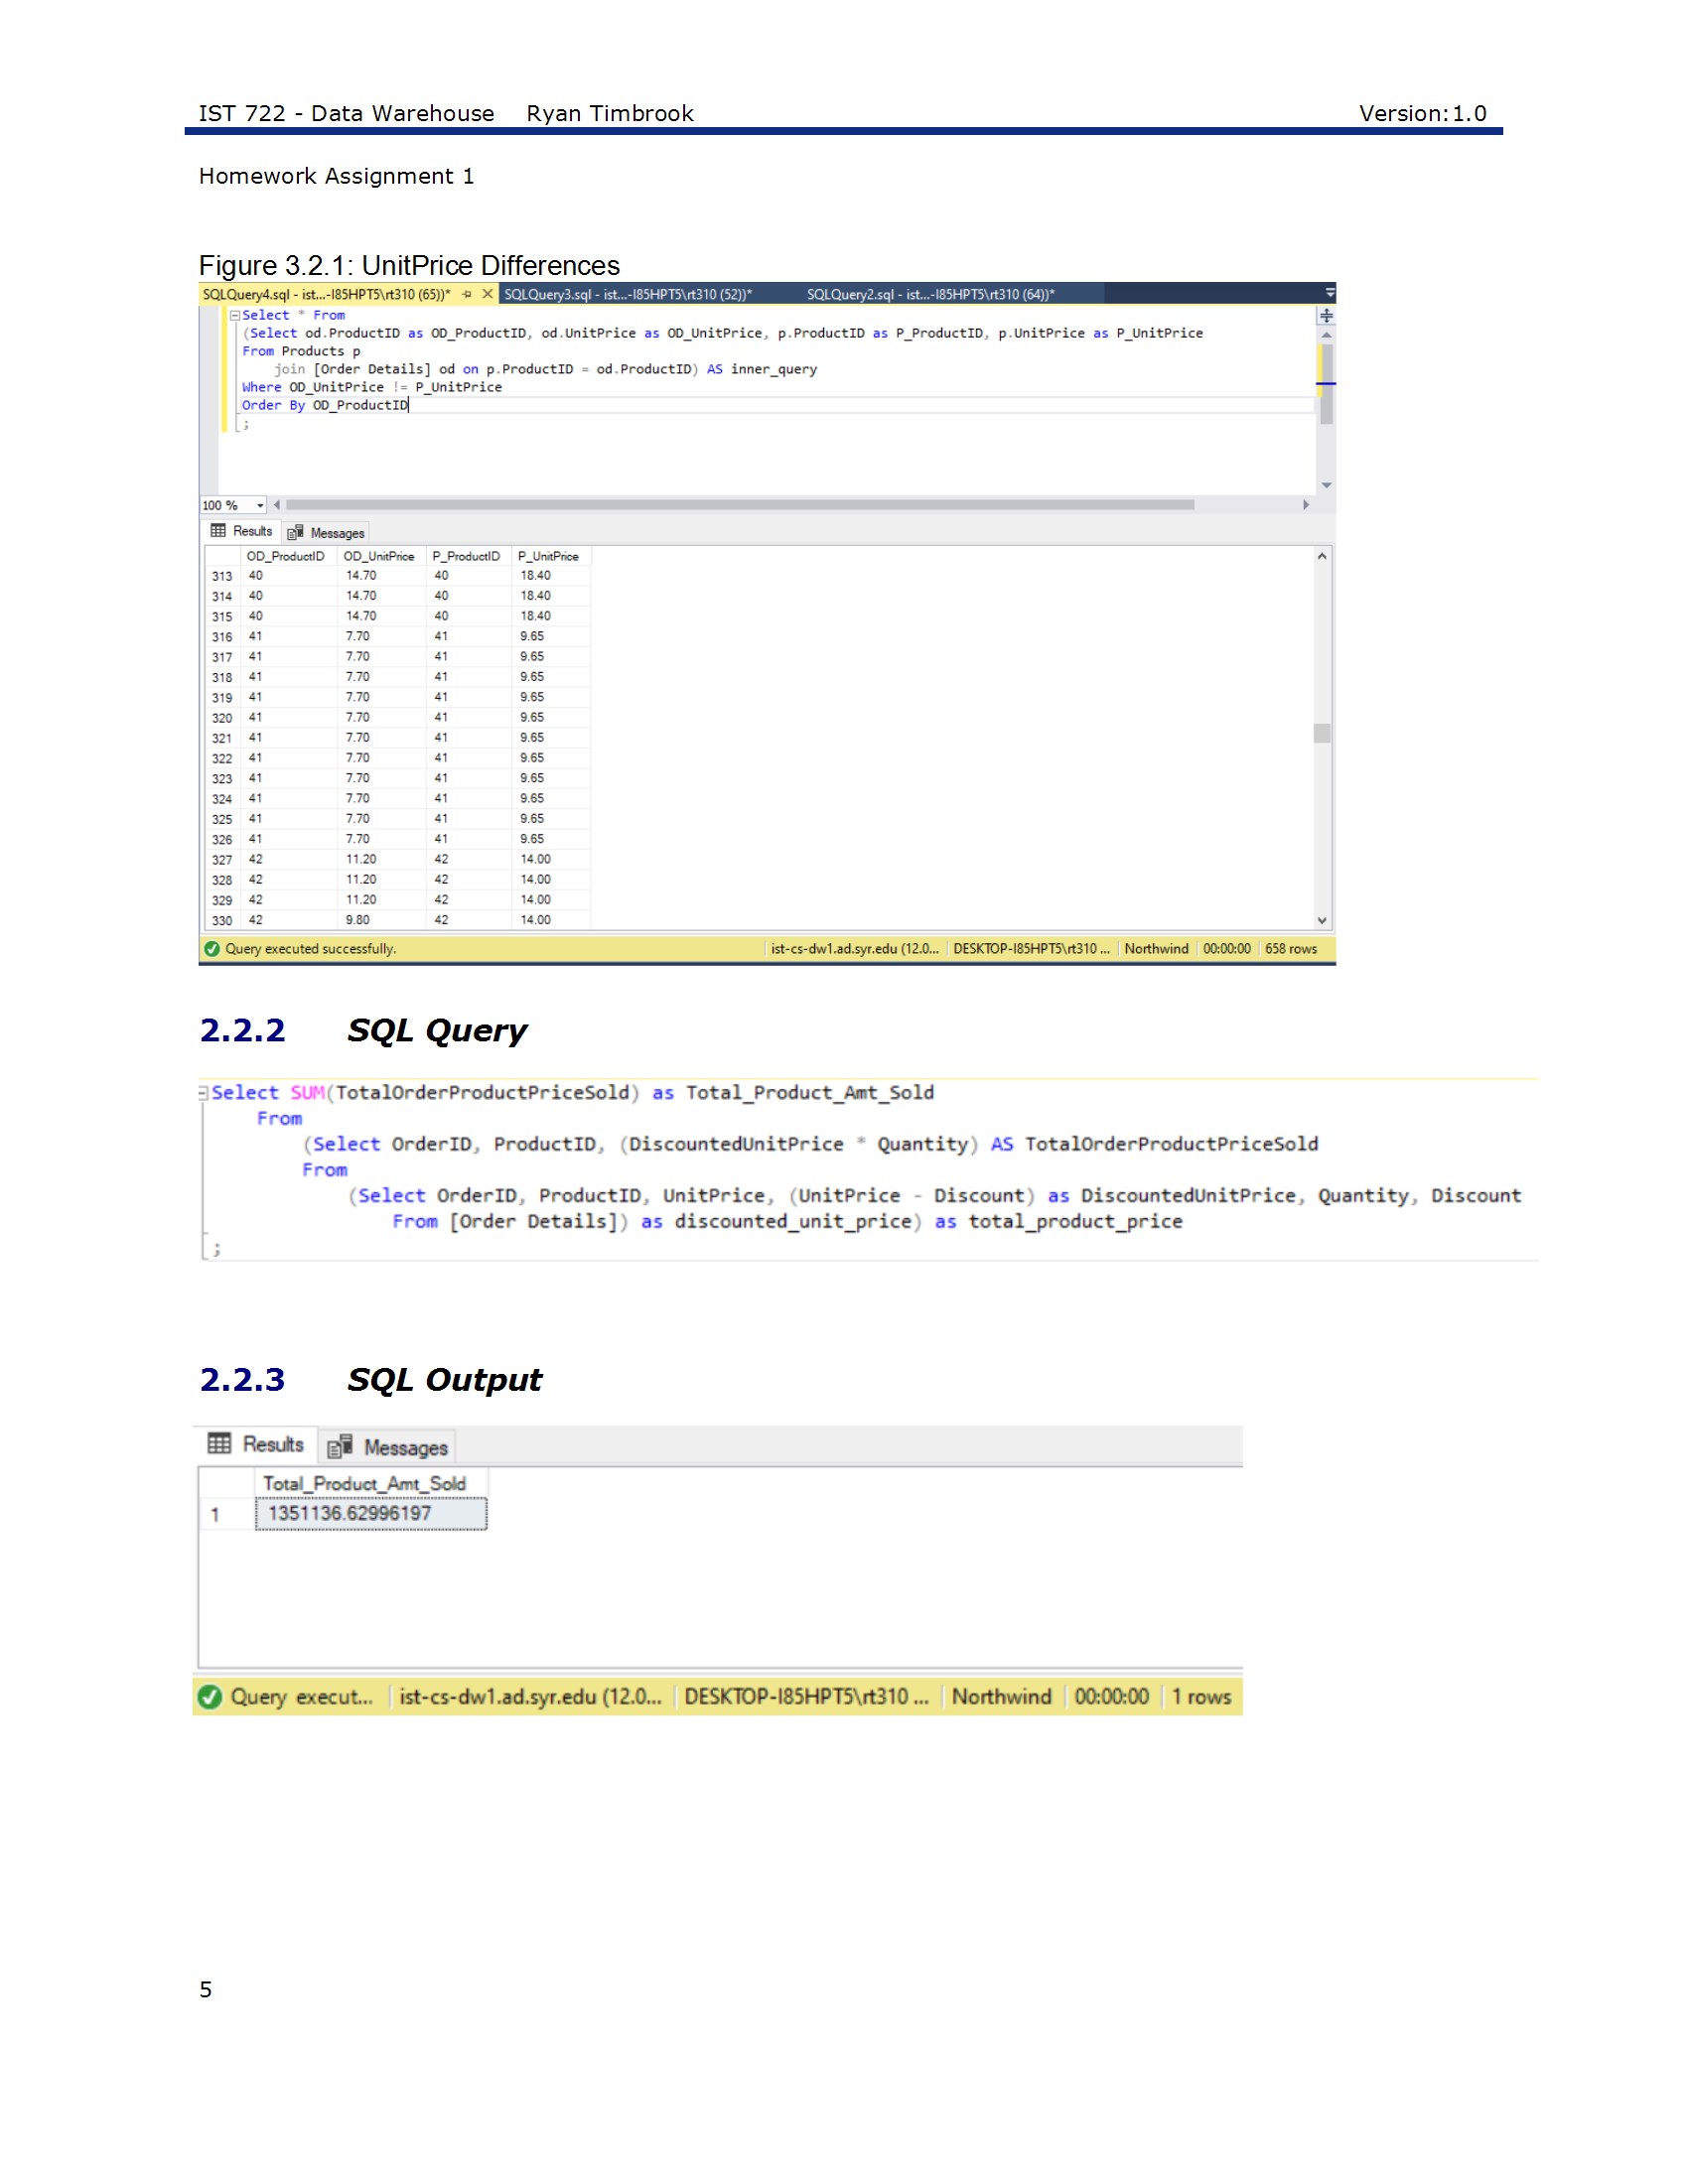 IST 722 - Data Warehouse Ryan Timbrook Version:1.0
Homework Assignment 1
Figure 3.2.1: UnitPrice Differences
SQLQuery4.sql - ist...-I85HPT5\rt310 (65))* SQLQuery3.sql - ist...-I85HPT5\rt310 (52))* SQLQuery2.sql - ist...-I85HPT5\rt310 (64))*
Select * From
(Select od.ProductID as OD_ProductID, od.UnitPrice as OD_UnitPrice, p.ProductID as P_ProductID, p.UnitPrice as P_UnitPrice
From Products p
join [Order Details] od on p.ProductID = od.ProductID) AS inner_query
Where OD_UnitPrice != P_UnitPrice
Order By OD_ProductID
;
100 %
Results Messages
OD_ProductID OD_UnitPrice P_ProductID P_UnitPrice
313 40 14.70 40 18.40
314 40 14.70 40 18.40
315 40 14.70 40 18.40
316 41 7.70 41 9.65
317 41 7.70 41 9.65
318 41 7.70 41 9.65
319 41 7.70 41 9.65
320 41 7.70 41 9.65
321 41 7.70 41 9.65
322 41 7.70 41 9.65
323 41 7.70 41 9.65
324 41 7.70 41 9.65
325 41 7.70 41 9.65
326 41 7.70 41 9.65
327 42 11.20 42 14.00
328 42 11.20 42 14.00
329 42 11.20 42 14.00
330 42 9.80 42 14.00
Query executed successfully. ist-cs-dw1.ad.syr.edu (12.0... DESKTOP-I85HPT5\rt310 ... Northwind 00:00:00 658 rows
2.2.2 SQL Query
Select SUM(TotalOrderProductPriceSold) as Total_Product_Amt_Sold
From
(Select OrderID, ProductID, (DiscountedUnitPrice * Quantity) AS TotalOrderProductPriceSold
From
(Select OrderID, ProductID, UnitPrice, (UnitPrice - Discount) as DiscountedUnitPrice, Quantity, Discount
From [Order Details]) as discounted_unit_price) as total_product_price
;
2.2.3 SQL Output
Results Messages
Total_Product_Amt_Sold
1 1351136.62996197
Query execut... ist-cs-dw1.ad.syr.edu (12.0... DESKTOP-I85HPT5\rt310 ... Northwind 00:00:00 1 rows
5